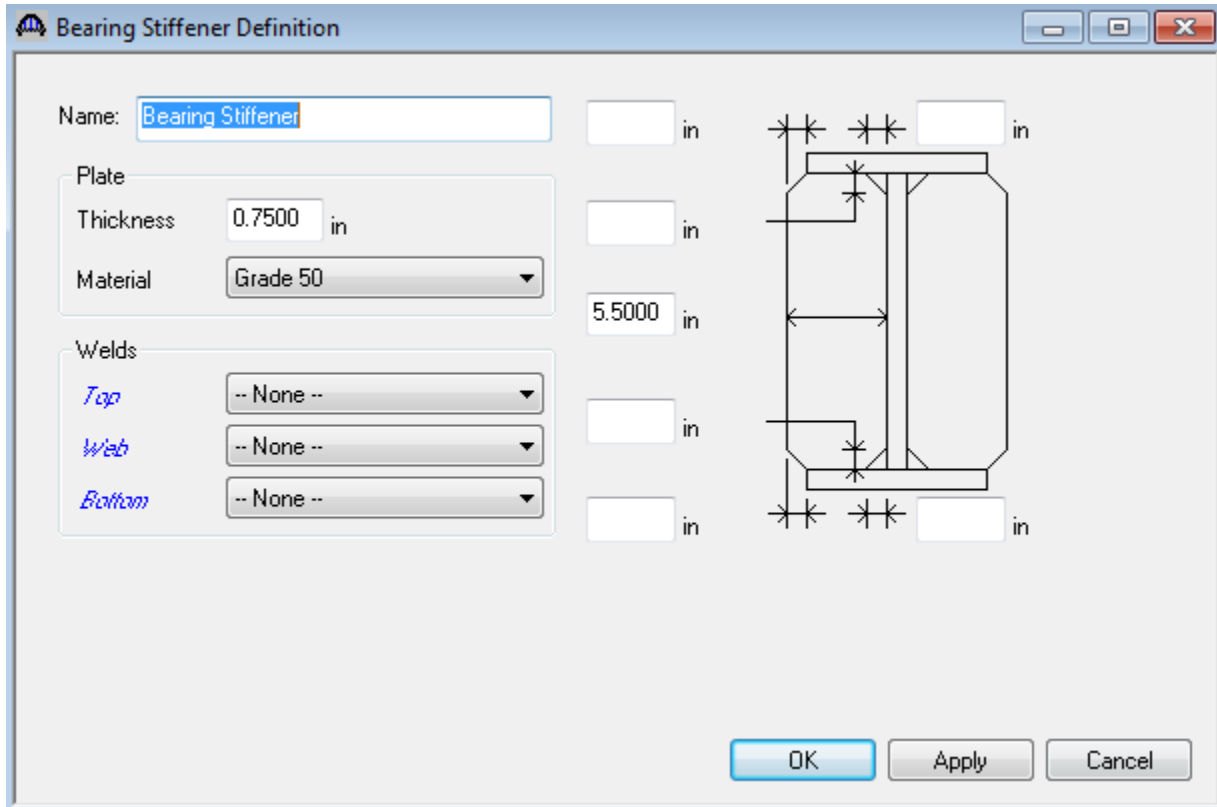 Bearing Stiffener Definition
Name: Bearing Stiffener
in
in
Plate
Thickness 0.7500 in
in
Material Grade 50
5.5000 in
Welds
Top -- None --
Web -- None --
in
Bottom -- None --
in
in
OK Apply Cancel